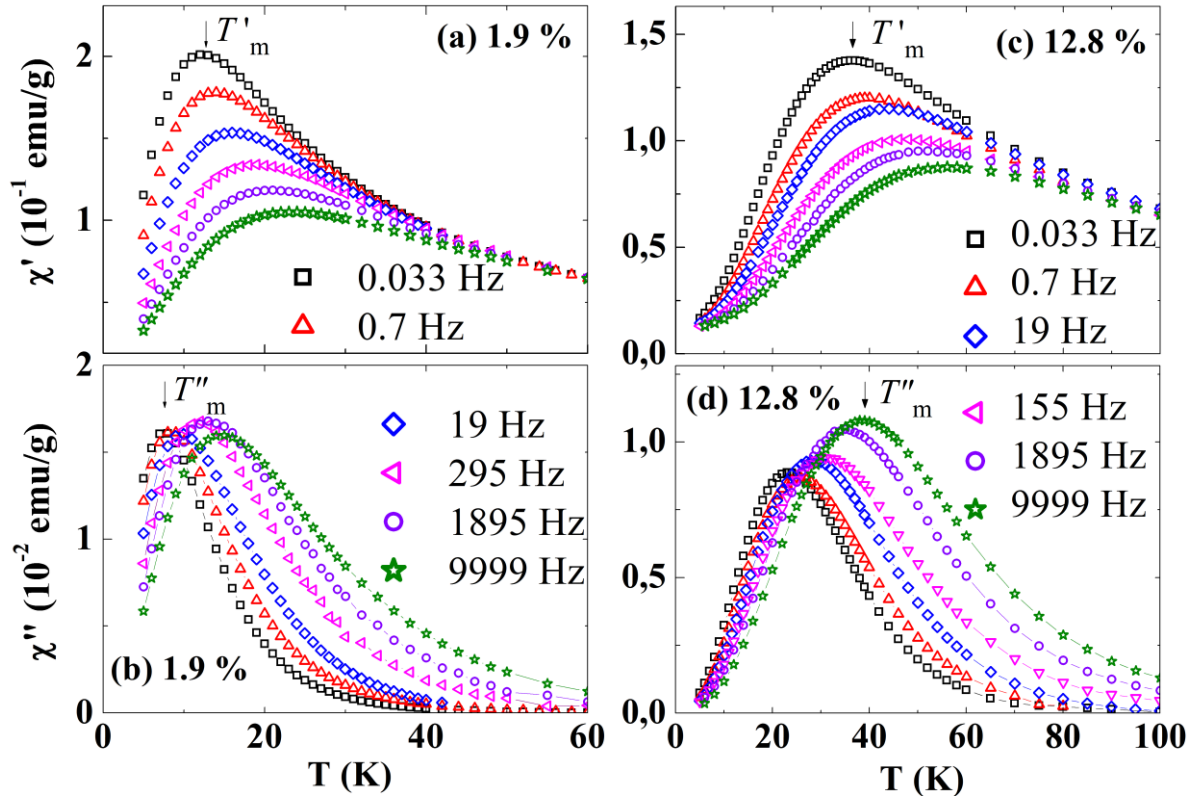 χ' (10⁻¹ emu/g)
2
1
(a) 1.9 %
T'm
0.033 Hz
0.7 Hz
1,5
1,0
0,5
0,0
(c) 12.8 %
T'm
0.033 Hz
0.7 Hz
19 Hz
χ'' (10⁻² emu/g)
2
1
0
(b) 1.9 %
T''m
19 Hz
295 Hz
1895 Hz
9999 Hz
0 20 40 60
T (K)
1,0
0,5
0,0
(d) 12.8 %
T''m
155 Hz
1895 Hz
9999 Hz
0 20 40 60 80 100
T (K)